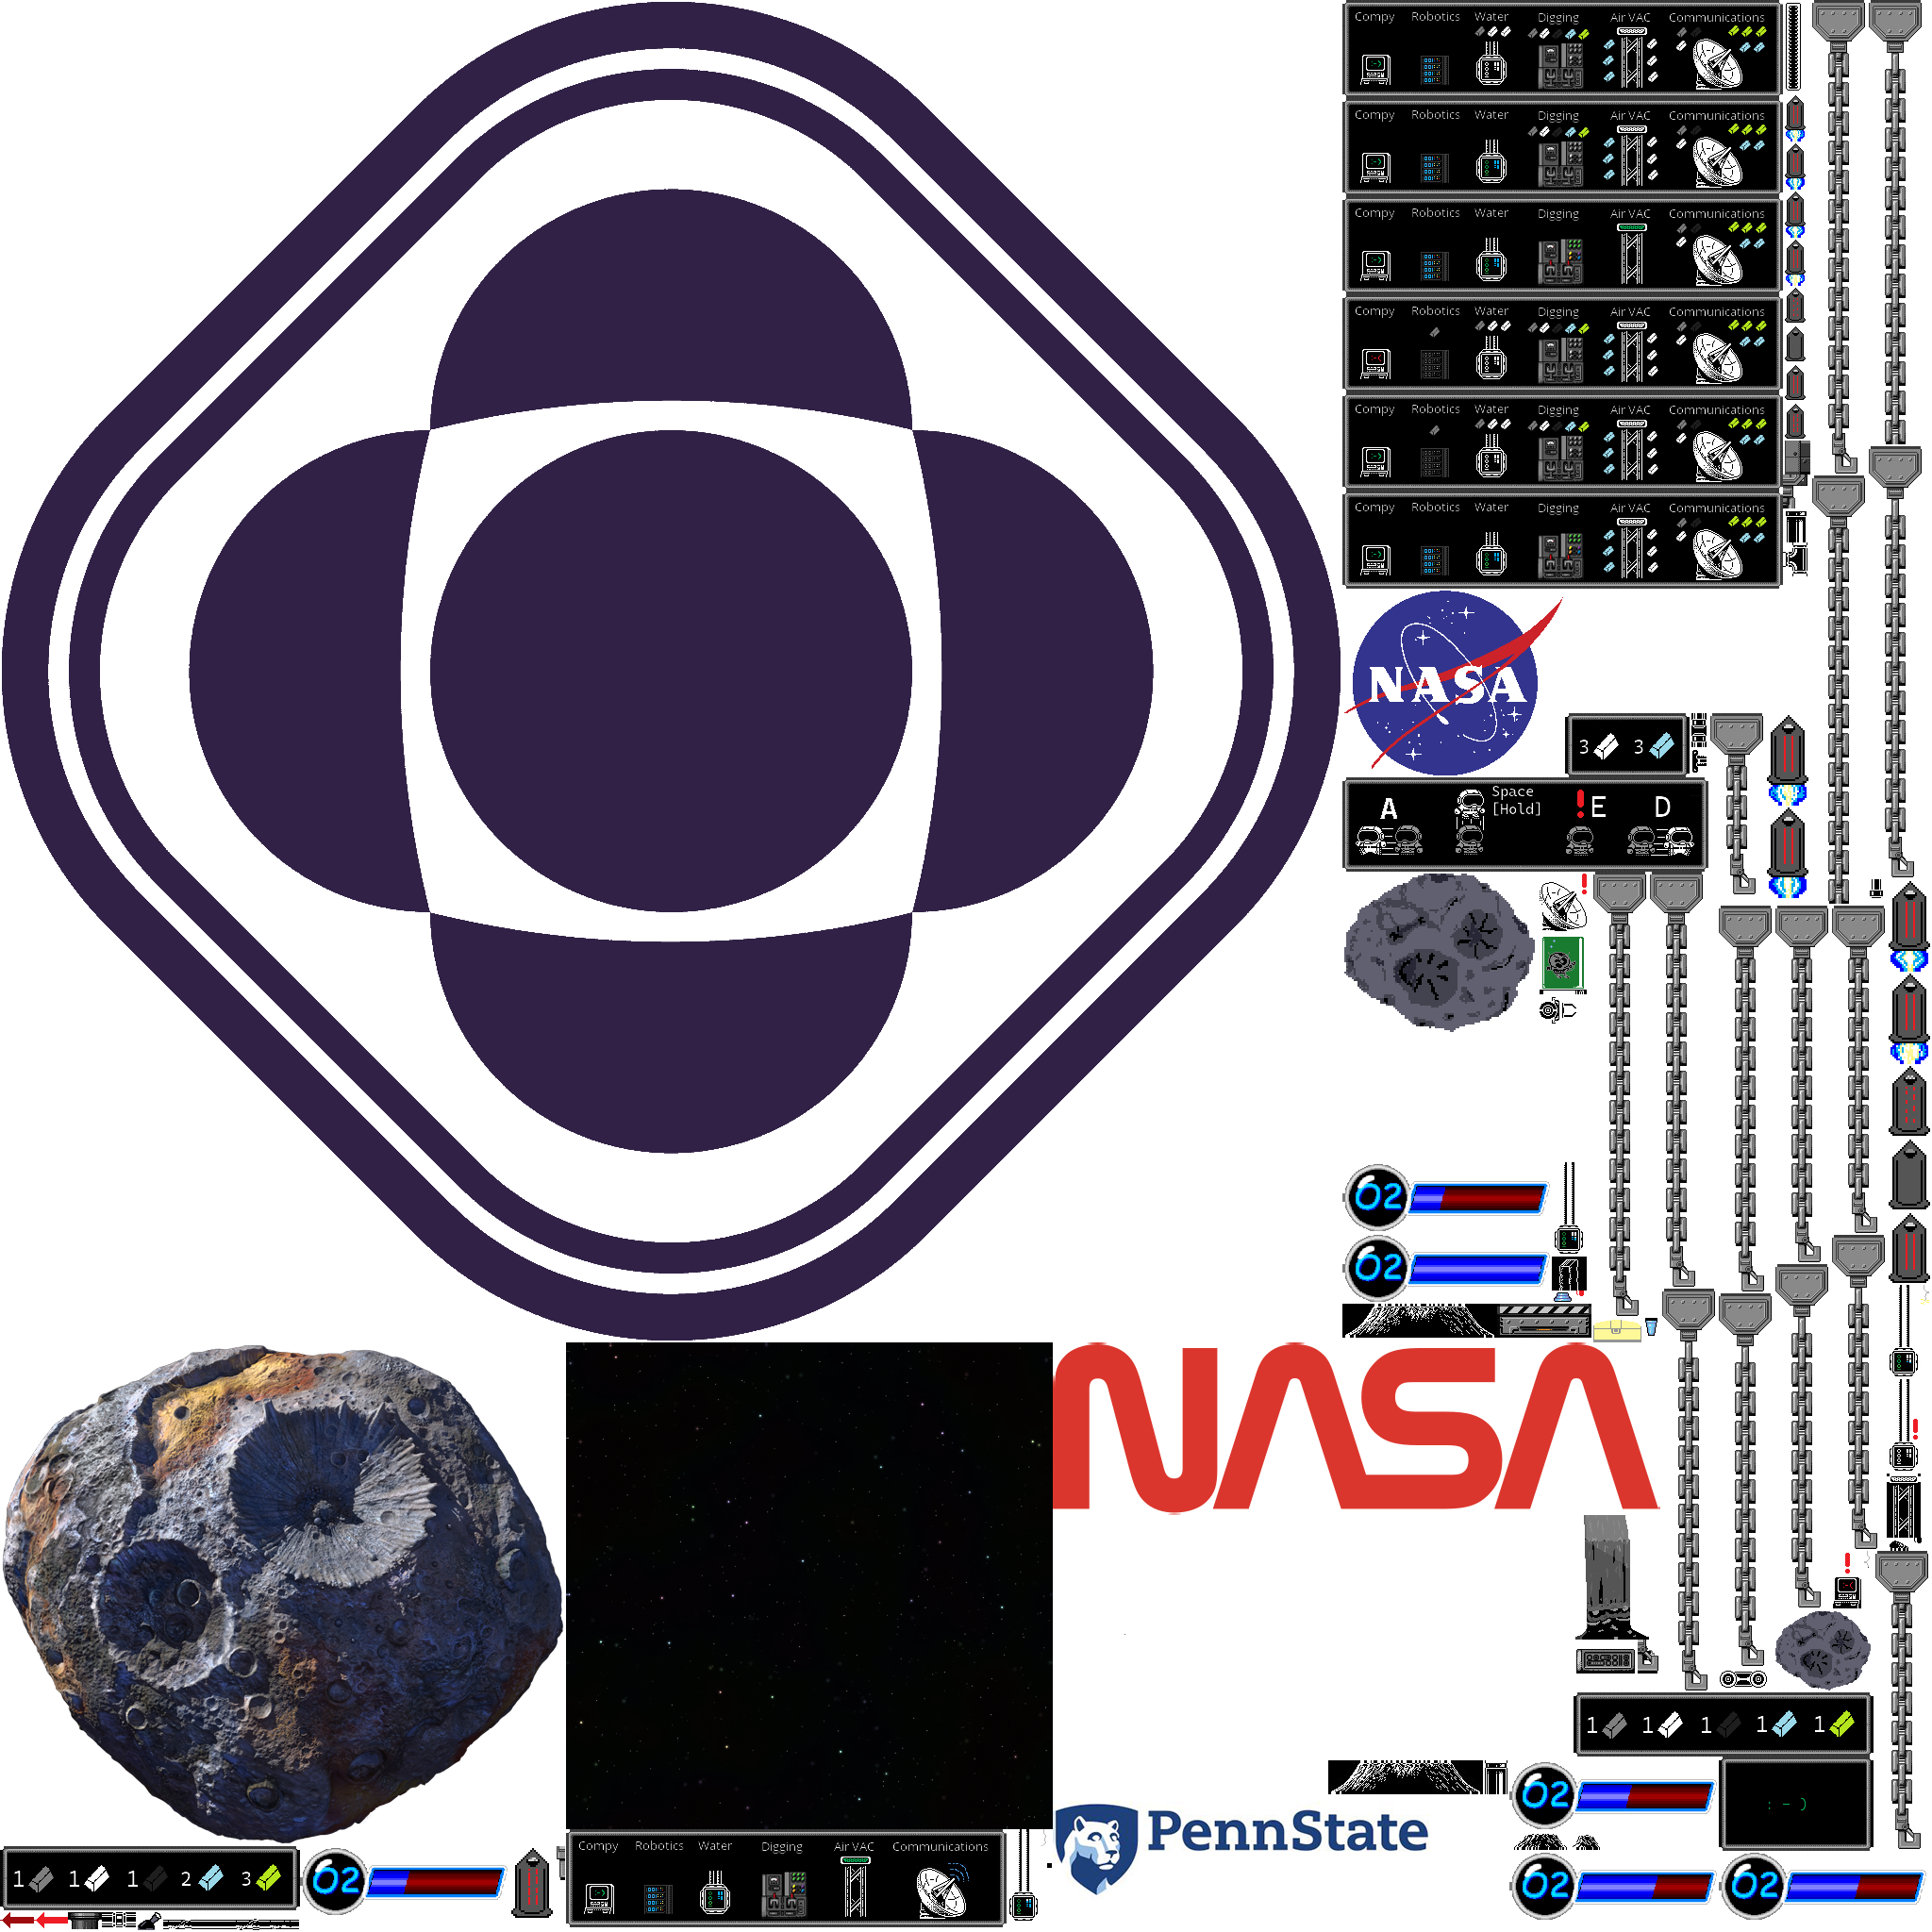 Compy Robotics Water Digging Air VAC Communications
Compy Robotics Water Digging Air VAC Communications
Compy Robotics Water Digging Air VAC Communications
Compy Robotics Water Digging Air VAC Communications
Compy Robotics Water Digging Air VAC Communications
Compy Robotics Water Digging Air VAC Communications
NASA
3 3
A Space ! E D
[Hold]
!
O2
O2
NASA
!
!
1 1 1 1 1
O2
: - )
PennState
1 1 1 2 3
O2
Compy Robotics Water Digging Air VAC Communications
O2
O2